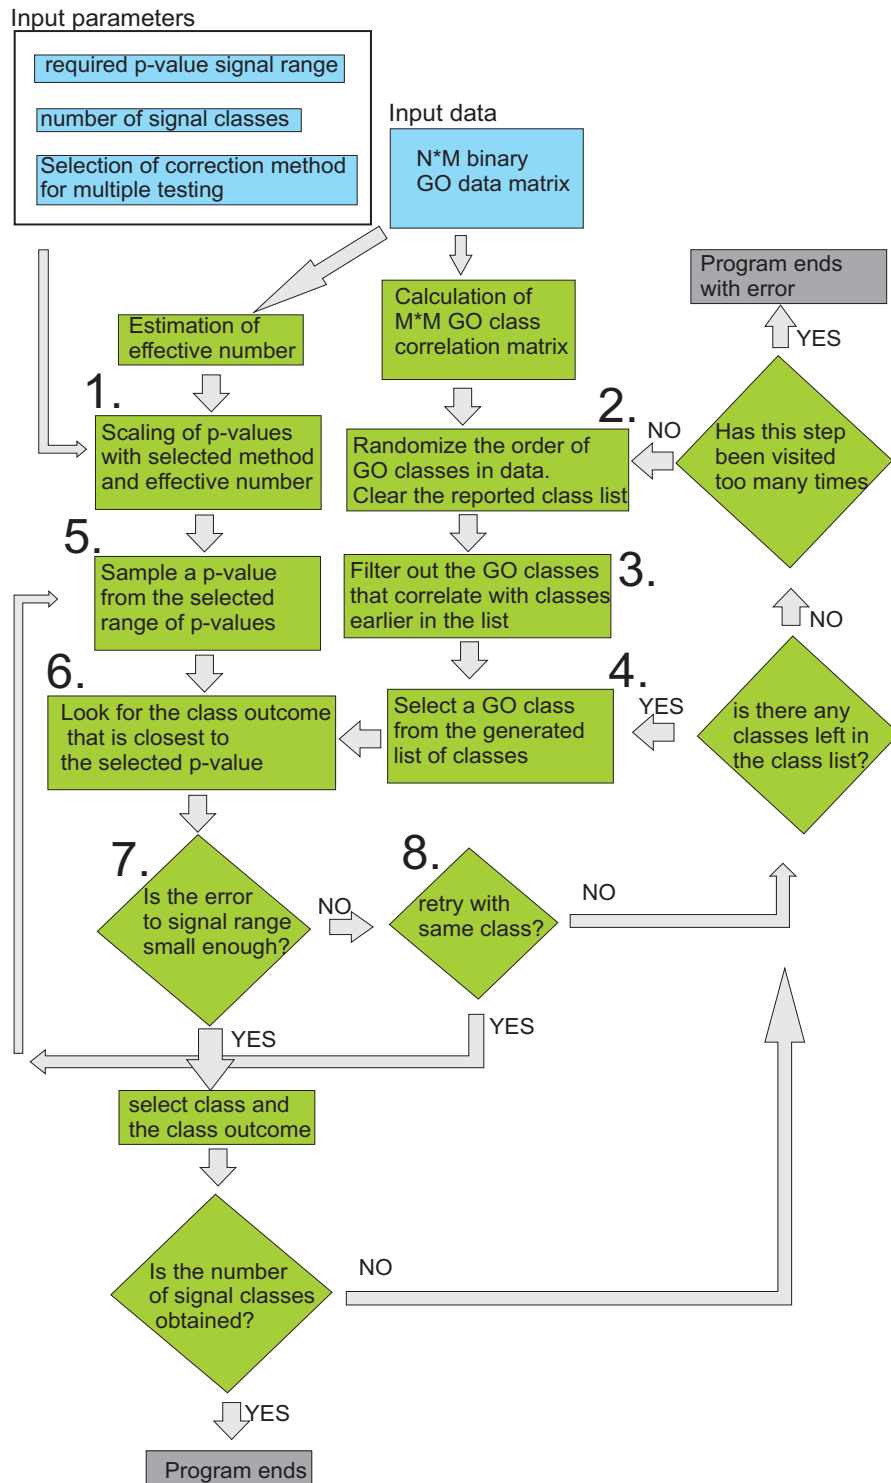 Input parameters
required p-value signal range
number of signal classes
Selection of correction method
for multiple testing
Input data
N*M binary
GO data matrix
Program ends
with error
YES
Estimation of
effective number
Calculation of
M*M GO class
correlation matrix
1.
Scaling of p-values
with selected method
and effective number
2.
Randomize the order of
GO classes in data.
Clear the reported class list
NO
Has this step
been visited
too many times
5.
Sample a p-value
from the selected
range of p-values
Filter out the GO classes
that correlate with classes
earlier in the list
3.
NO
6.
Look for the class outcome
that is closest to
the selected p-value
Select a GO class
from the generated
list of classes
4.
YES
is there any
classes left in
the class list?
7.
Is the error
to signal range
small enough?
NO
8.
retry with
same class?
NO
YES
YES
select class and
the class outcome
Is the number
of signal classes
obtained?
NO
YES
Program ends